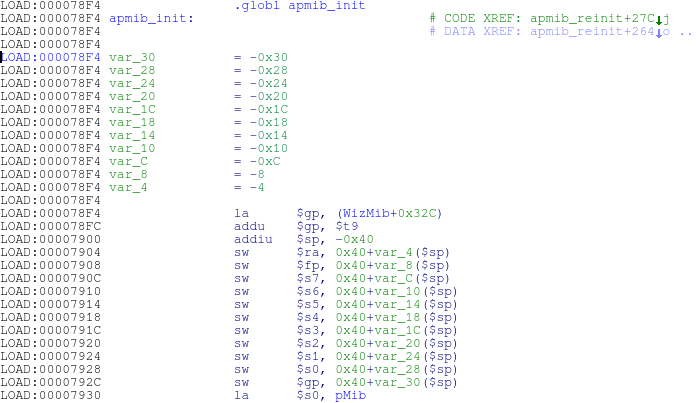 LOAD:000078F4 .globl apmib_init
LOAD:000078F4 apmib_init: # CODE XREF: apmib_reinit+27C↓j
LOAD:000078F4 # DATA XREF: apmib_reinit+264↓o ..
LOAD:000078F4
LOAD:000078F4 var_30 = -0x30
LOAD:000078F4 var_28 = -0x28
LOAD:000078F4 var_24 = -0x24
LOAD:000078F4 var_20 = -0x20
LOAD:000078F4 var_1C = -0x1C
LOAD:000078F4 var_18 = -0x18
LOAD:000078F4 var_14 = -0x14
LOAD:000078F4 var_10 = -0x10
LOAD:000078F4 var_C = -0xC
LOAD:000078F4 var_8 = -8
LOAD:000078F4 var_4 = -4
LOAD:000078F4
LOAD:000078F4 la $gp, (WizMib+0x32C)
LOAD:000078FC addu $gp, $t9
LOAD:00007900 addiu $sp, -0x40
LOAD:00007904 sw $ra, 0x40+var_4($sp)
LOAD:00007908 sw $fp, 0x40+var_8($sp)
LOAD:0000790C sw $s7, 0x40+var_C($sp)
LOAD:00007910 sw $s6, 0x40+var_10($sp)
LOAD:00007914 sw $s5, 0x40+var_14($sp)
LOAD:00007918 sw $s4, 0x40+var_18($sp)
LOAD:0000791C sw $s3, 0x40+var_1C($sp)
LOAD:00007920 sw $s2, 0x40+var_20($sp)
LOAD:00007924 sw $s1, 0x40+var_24($sp)
LOAD:00007928 sw $s0, 0x40+var_28($sp)
LOAD:0000792C sw $gp, 0x40+var_30($sp)
LOAD:00007930 la $s0, pMib